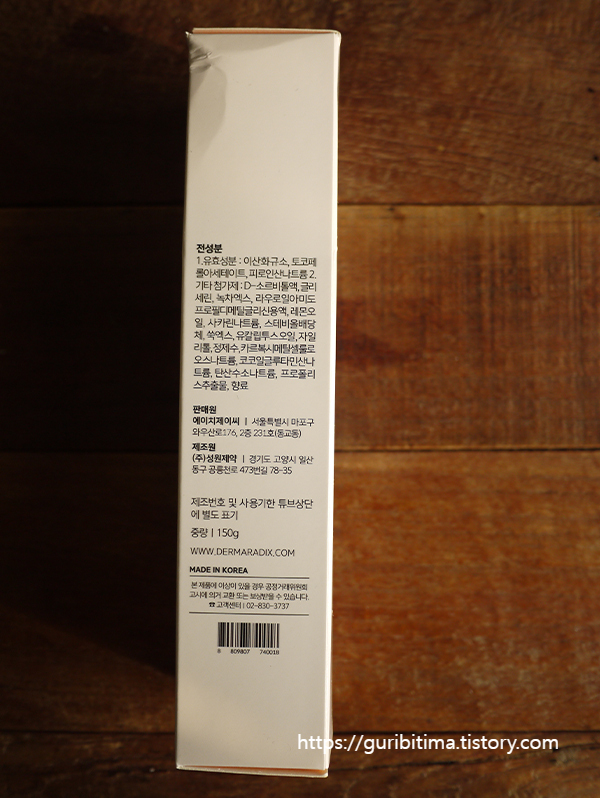 전성분
1.유효성분 : 이산화규소, 토코페
롤아세테이트, 피로인산나트륨 2.
기타 첨가제 : D-소르비톨액, 글리
세린, 녹차엑스, 라우로일아미도
프로필디메틸글리신용액, 레몬오
일, 사카린나트륨, 스테비올배당
체, 쑥엑스, 유칼립투스오일, 자일
리톨, 정제수, 카르복시메틸셀룰로
오스나트륨, 코코일글루타민산나
트륨, 탄산수소나트륨, 프로폴리
스추출물, 향료
판매원
에이치제이씨 | 서울특별시 마포구
와우산로176, 2층 231호(동교동)
제조원
(주)성원제약 | 경기도 고양시 일산
동구 공릉천로 473번길 78-35
제조번호 및 사용기한 튜브상단
에 별도 표기
중량 | 150g
WWW.DERMARADIX.COM
MADE IN KOREA
본 제품에 이상이 있을 경우 공정거래위원회
고시에 의거 교환 또는 보상받을 수 있습니다.
☎ 고객센터 | 02-830-3737
8 809807 740018
https://guribitima.tistory.com